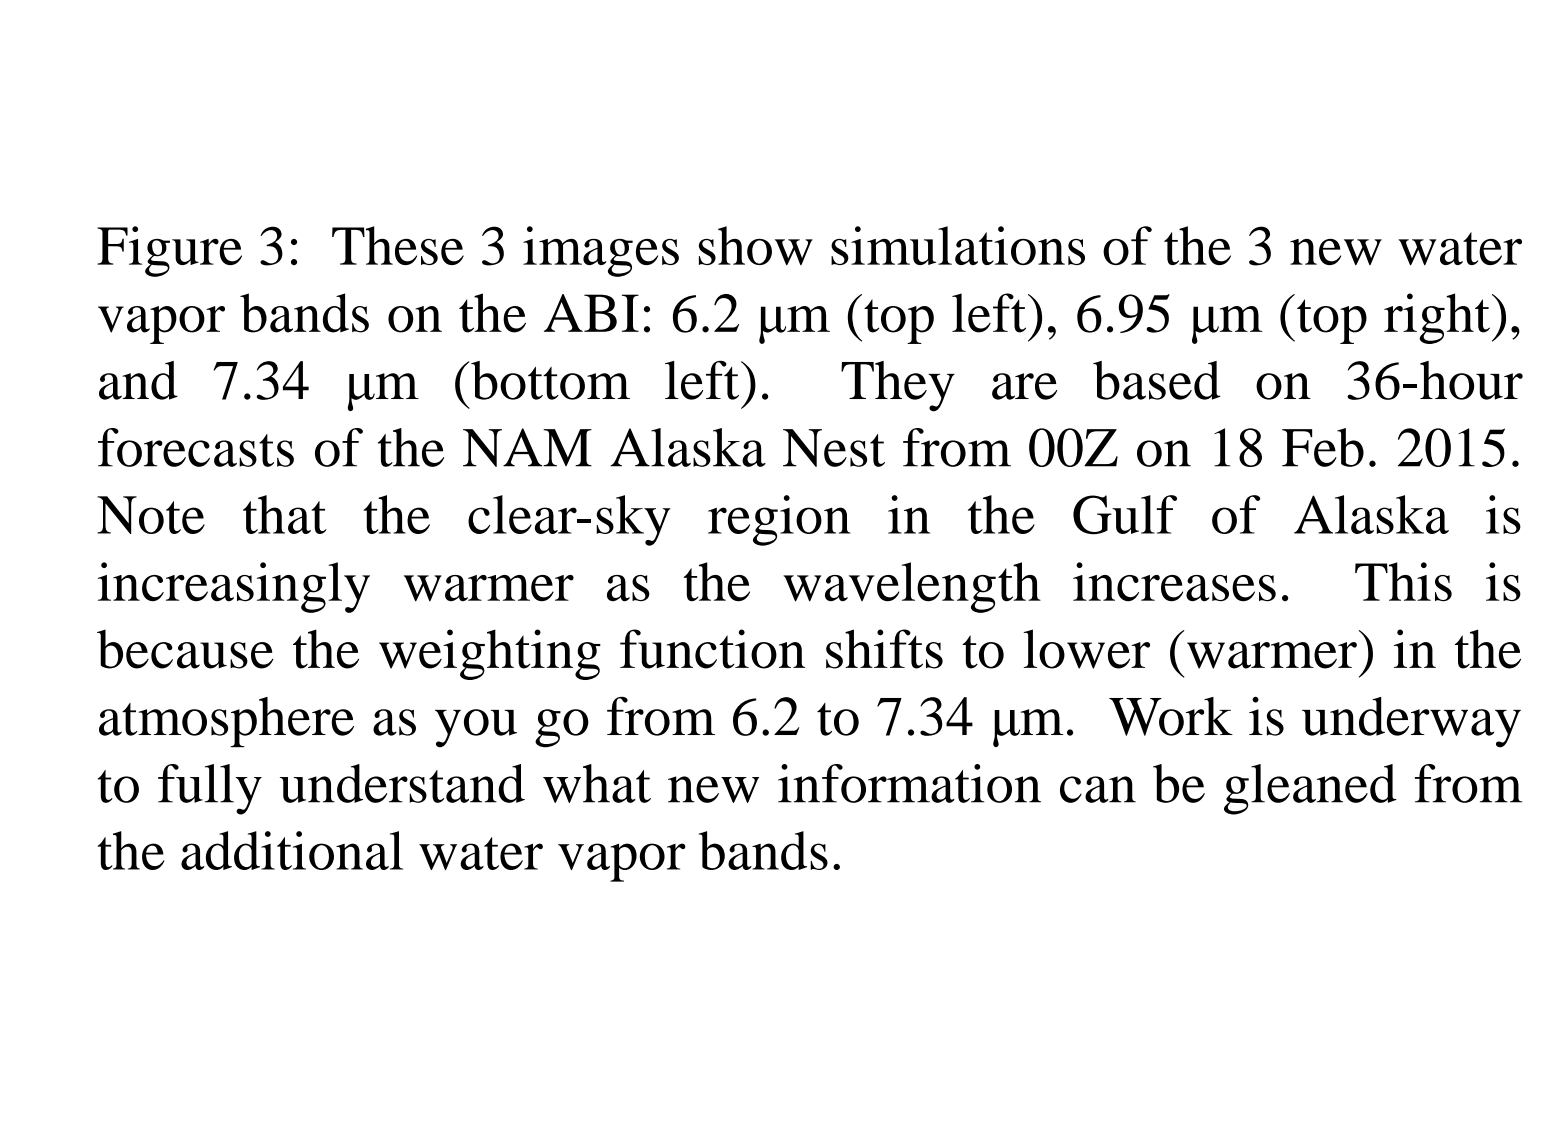 Figure 3:  These 3 images show simulations of the 3 new water
vapor bands on the ABI: 6.2 μm (top left), 6.95 μm (top right),
and 7.34 μm (bottom left).  They are based on 36-hour
forecasts of the NAM Alaska Nest from 00Z on 18 Feb. 2015.
Note that the clear-sky region in the Gulf of Alaska is
increasingly warmer as the wavelength increases.  This is
because the weighting function shifts to lower (warmer) in the
atmosphere as you go from 6.2 to 7.34 μm.  Work is underway
to fully understand what new information can be gleaned from
the additional water vapor bands.